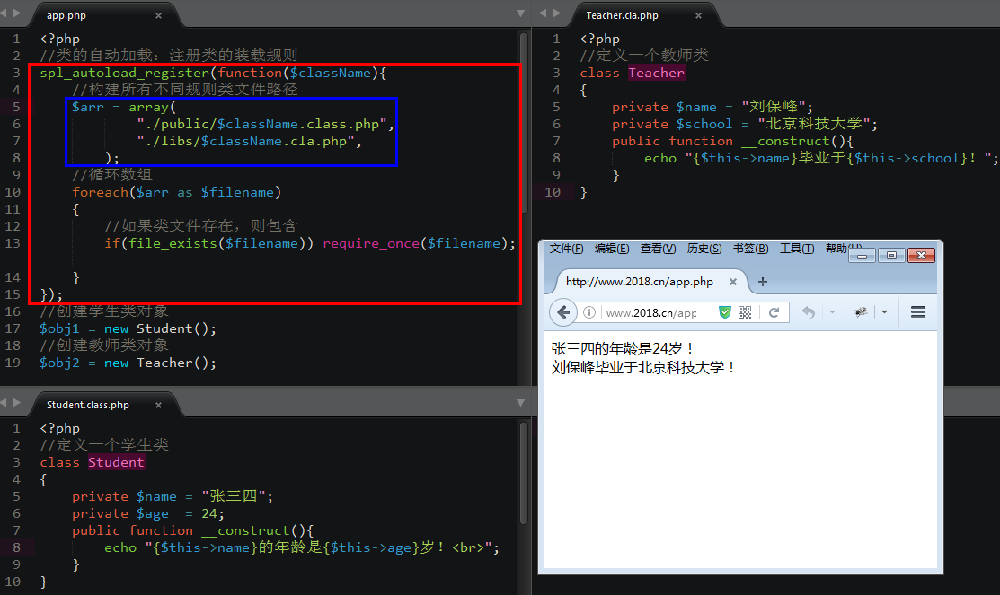 app.php
1 <?php
2 //类的自动加载：注册类的装载规则
3 spl_autoload_register(function($className){
4     //构建所有不同规则类文件路径
5     $arr = array(
6             "./public/$className.class.php",
7             "./libs/$className.cla.php",
8         );
9     //循环数组
10     foreach($arr as $filename)
11     {
12         //如果类文件存在，则包含
13         if(file_exists($filename)) require_once($filename);
14     }
15 });
16 //创建学生类对象
17 $obj1 = new Student();
18 //创建教师类对象
19 $obj2 = new Teacher();
Teacher.cla.php
1 <?php
2 //定义一个教师类
3 class Teacher
4 {
5     private $name = "刘保峰";
6     private $school = "北京科技大学";
7     public function __construct(){
8         echo "{$this->name}毕业于{$this->school}！";
9     }
10 }
Student.class.php
1 <?php
2 //定义一个学生类
3 class Student
4 {
5     private $name = "张三四";
6     private $age  = 24;
7     public function __construct(){
8         echo "{$this->name}的年龄是{$this->age}岁！<br>";
9     }
10 }
文件(F) 编辑(E) 查看(V) 历史(S) 书签(B) 工具(T) 帮助(H)
http://www.2018.cn/app.php
www.2018.cn/app
张三四的年龄是24岁！
刘保峰毕业于北京科技大学！